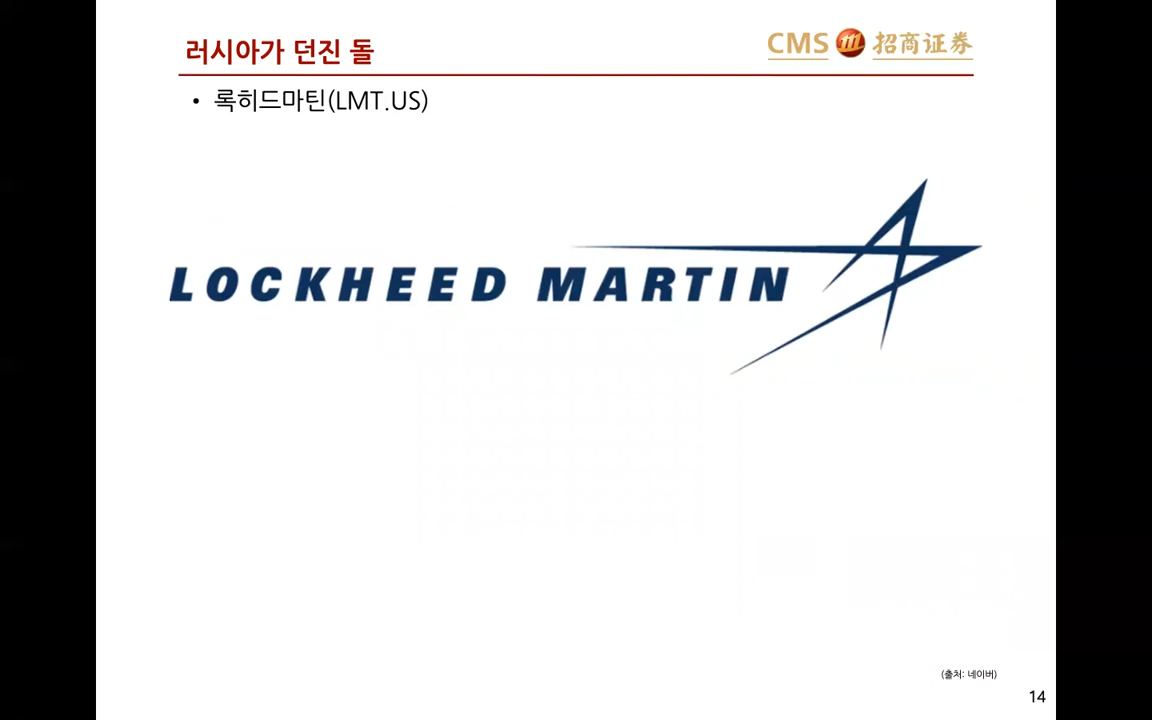 러시아가 던진 돌
CMS 招商证券
• 록히드마틴(LMT.US)
LOCKHEED MARTIN
(출처: 네이버)
14